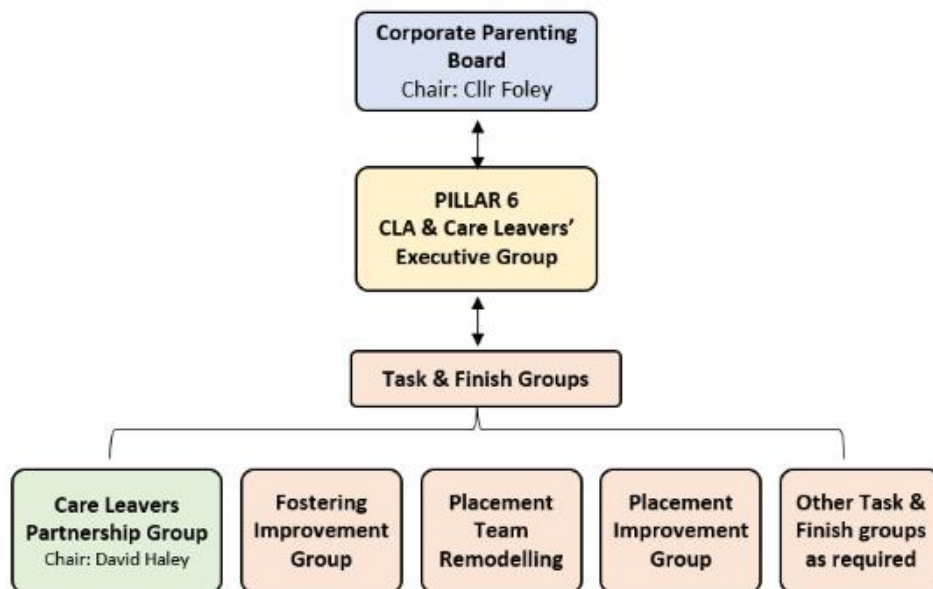 Corporate Parenting
Board
Chair: Cllr Foley
PILLAR 6
CLA & Care Leavers'
Executive Group
Task & Finish Groups
Care Leavers
Partnership Group
Chair: David Haley
Fostering
Improvement
Group
Placement
Team
Remodelling
Placement
Improvement
Group
Other Task &
Finish groups
as required